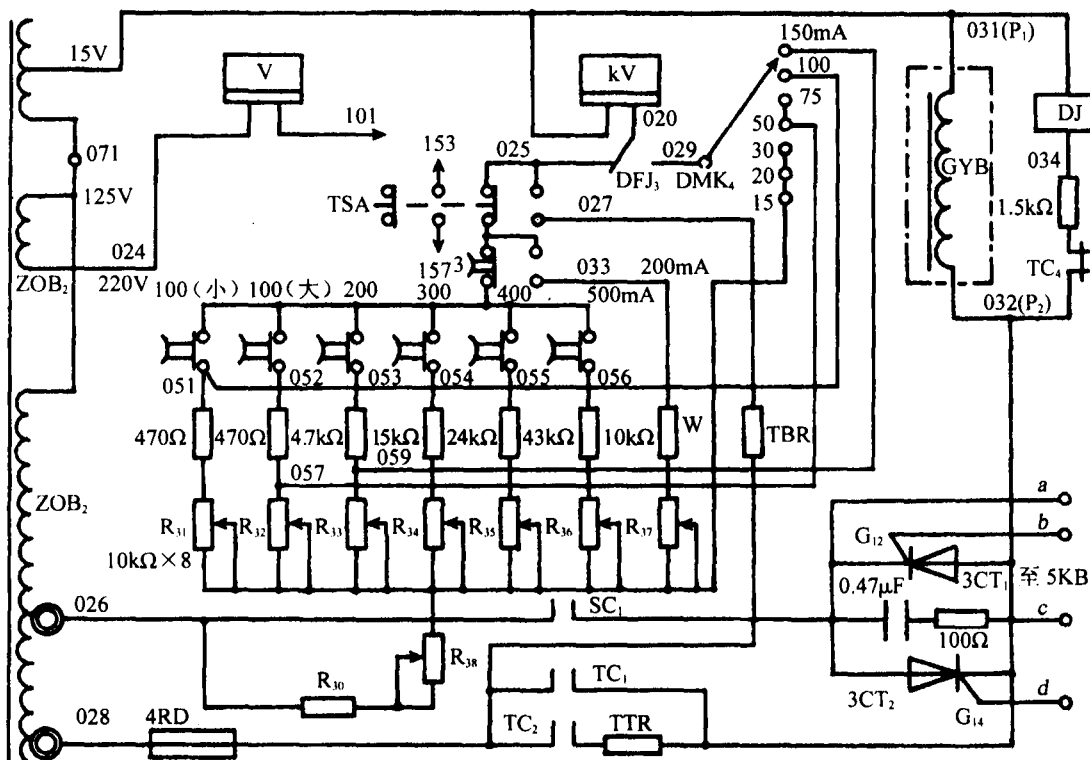 031(P₁)
15V
V
kV
150mA
100
75
101
020
DJ
071
153
025
029
50
30
20
15
DFJ₃
DMK₄
GYB
034
125V
TSA
027
1.5kΩ
024
ZOB₂
220V
157
3
033
200mA
TC₄
100(小)
100(大)
200
300
400
500mA
032(P₂)
051
052
053
054
055
056
470Ω
470Ω
4.7kΩ
15kΩ
24kΩ
43kΩ
10kΩ
W
TBR
057
059
ZOB₂
a
R₃₁
R₃₂
R₃₃
R₃₄
R₃₅
R₃₆
R₃₇
b
G₁₂
10kΩ×8
3CT₁
至 5KB
0.47μF
026
SC₁
c
100Ω
R₃₈
R₃₀
TC₁
3CT₂
d
028
4RD
TC₂
TTR
G₁₄